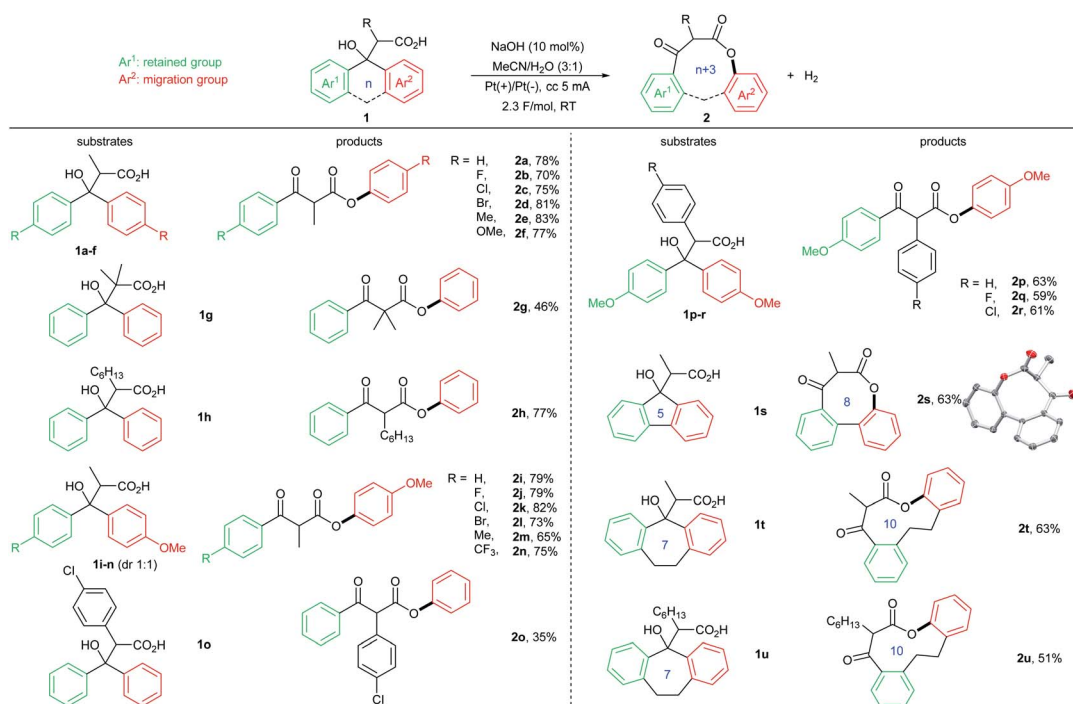 R
HO
CO₂H
Ar¹: retained group
Ar²: migration group
Ar¹
n
Ar²
1
NaOH (10 mol%)
MeCN/H₂O (3:1)
Pt(+)/Pt(-), cc 5 mA
2.3 F/mol, RT
R
O
O
O
n+3
Ar¹
Ar²
2
+ H₂
substrates
products
substrates
products
HO
CO₂H
R
R
1a-f
O
O
O
R
R
R = H, 2a, 78%
F, 2b, 70%
Cl, 2c, 75%
Br, 2d, 81%
Me, 2e, 83%
OMe, 2f, 77%
HO
CO₂H
1g
O
O
O
2g, 46%
C₆H₁₃
HO
CO₂H
1h
O
O
O
C₆H₁₃
2h, 77%
HO
CO₂H
R
OMe
1i-n (dr 1:1)
O
O
O
OMe
R
R = H, 2i, 79%
F, 2j, 79%
Cl, 2k, 82%
Br, 2l, 73%
Me, 2m, 65%
CF₃, 2n, 75%
Cl
HO
CO₂H
1o
O
O
O
Cl
2o, 35%
R
HO
CO₂H
MeO
OMe
1p-r
O
O
O
OMe
MeO
R
R = H, 2p, 63%
F, 2q, 59%
Cl, 2r, 61%
HO
CO₂H
5
1s
O
O
O
8
2s, 63%
HO
CO₂H
7
1t
O
O
O
10
2t, 63%
C₆H₁₃
HO
CO₂H
7
1u
C₆H₁₃
O
O
O
10
2u, 51%